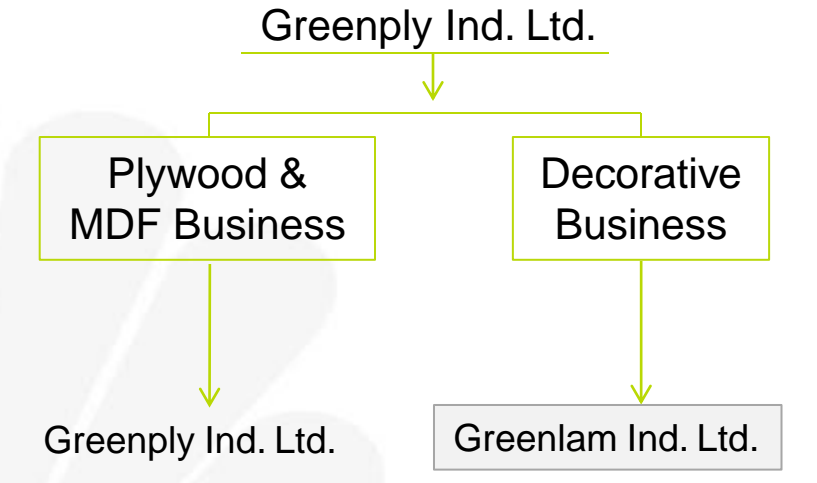 Greenply Ind. Ltd.
Plywood &
MDF Business
Decorative
Business
Greenply Ind. Ltd.
Greenlam Ind. Ltd.